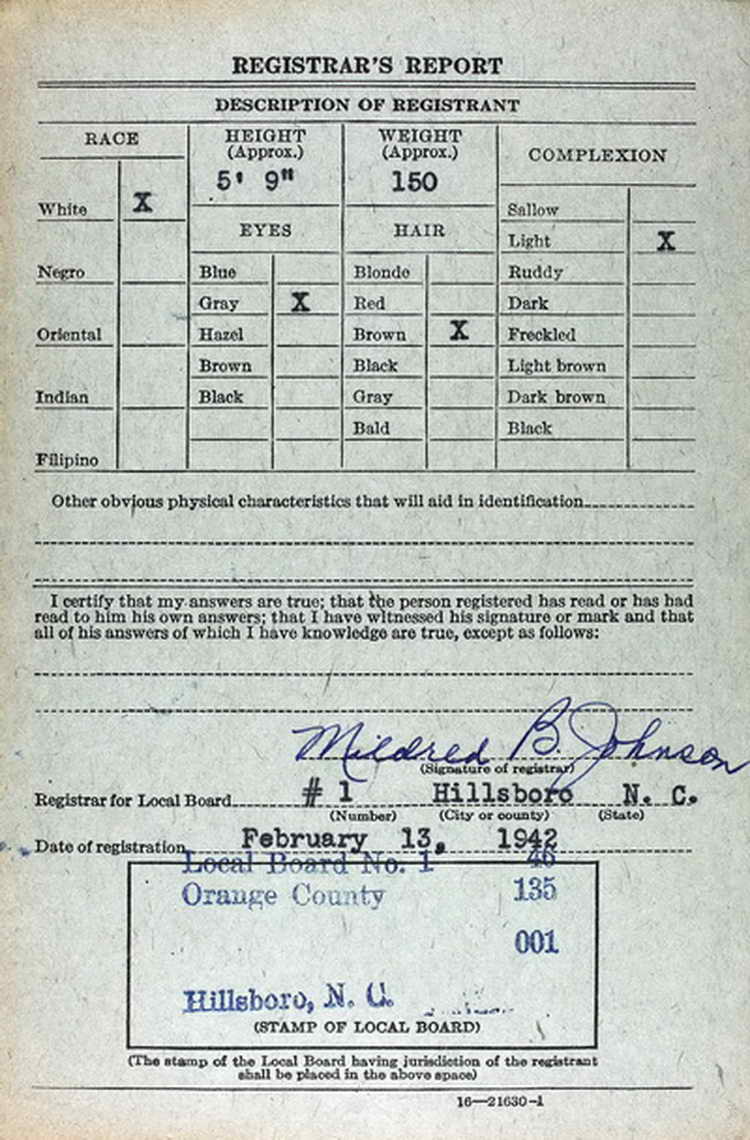 REGISTRAR'S REPORT
DESCRIPTION OF REGISTRANT
RACE
HEIGHT
(Approx.)
WEIGHT
(Approx.)
COMPLEXION
5' 9"
150
White X
Sallow
EYES
HAIR
Light X
Negro
Blue
Blonde
Ruddy
Gray X
Red
Dark
Oriental
Hazel
Brown X
Freckled
Brown
Black
Light brown
Indian
Black
Gray
Dark brown
Bald
Black
Filipino
Other obvious physical characteristics that will aid in identification
I certify that my answers are true; that the person registered has read or has had
read to him his own answers; that I have witnessed his signature or mark and that
all of his answers of which I have knowledge are true, except as follows:
Mildred B. Johnson
(Signature of registrar)
Registrar for Local Board # 1 Hillsboro N. C.
(Number) (City or county) (State)
Date of registration February 13, 1942
Local Board No. 1 46
Orange County 135
001
Hillsboro, N. C.
(STAMP OF LOCAL BOARD)
(The stamp of the Local Board having jurisdiction of the registrant
shall be placed in the above space)
16—21630-1